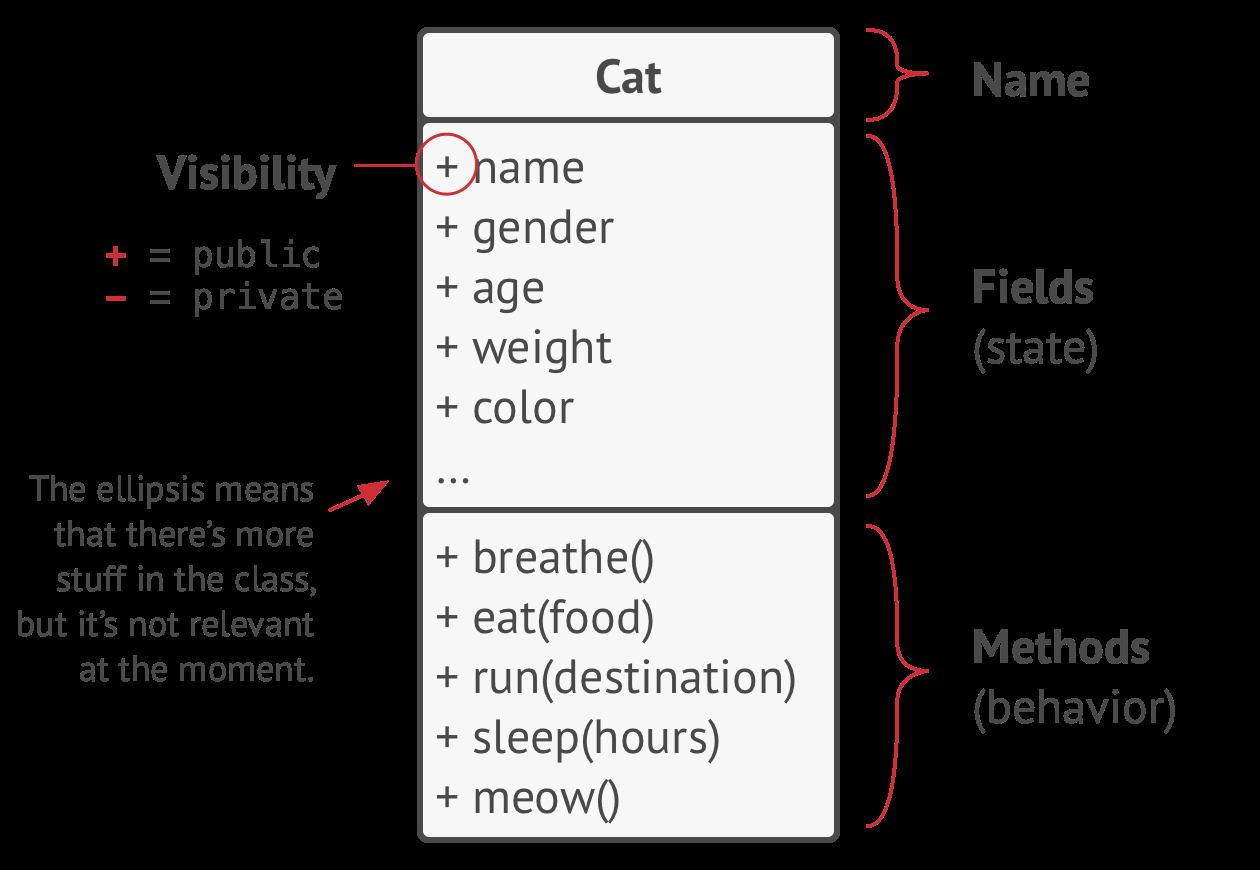 Cat
Name
Visibility
+ = public
− = private
+ name
+ gender
+ age
+ weight
+ color
...
Fields
(state)
The ellipsis means
that there’s more
stuff in the class,
but it’s not relevant
at the moment.
+ breathe()
+ eat(food)
+ run(destination)
+ sleep(hours)
+ meow()
Methods
(behavior)